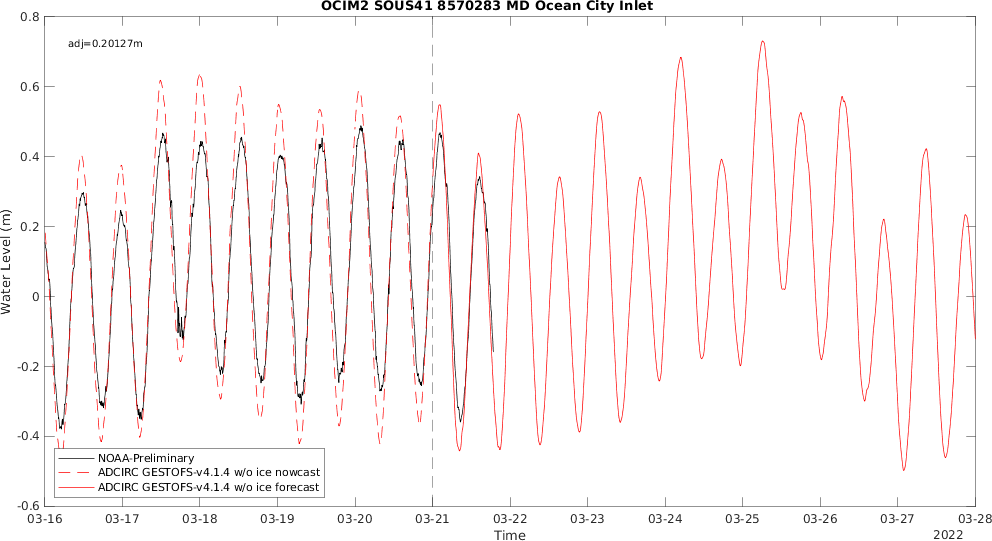 OCIM2 SOUS41 8570283 MD Ocean City Inlet
adj=0.20127m
Water Level (m)
0.8
0.6
0.4
0.2
0
-0.2
-0.4
-0.6
NOAA-Preliminary
ADCIRC GESTOFS-v4.1.4 w/o ice nowcast
ADCIRC GESTOFS-v4.1.4 w/o ice forecast
03-16 03-17 03-18 03-19 03-20 03-21 03-22 03-23 03-24 03-25 03-26 03-27 03-28
Time
2022